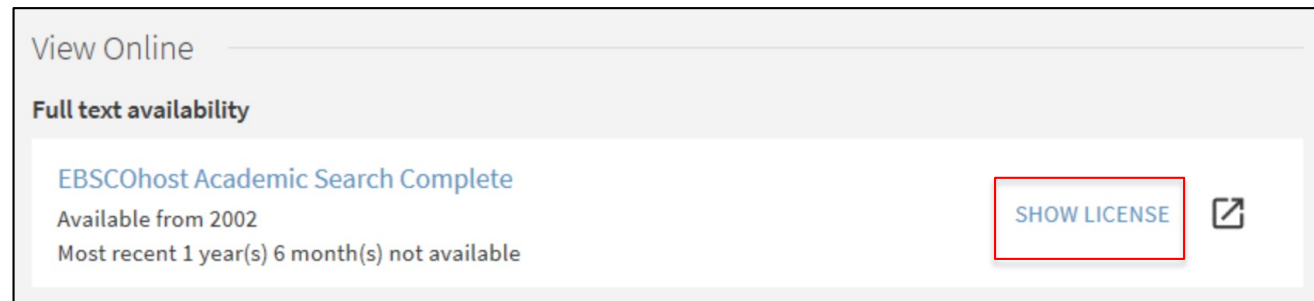 View Online
Full text availability
EBSCOhost Academic Search Complete
Available from 2002
Most recent 1 year(s) 6 month(s) not available
SHOW LICENSE